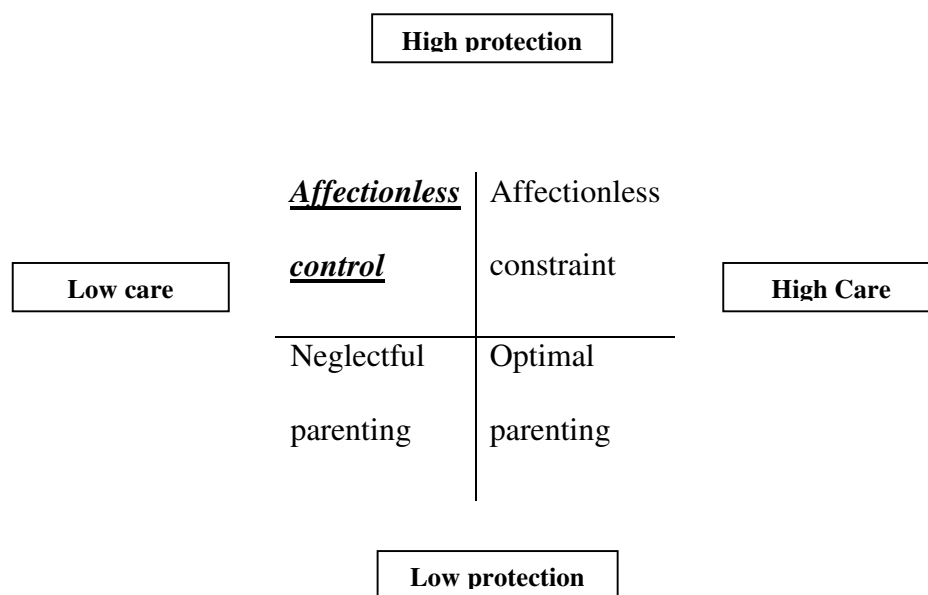 High protection
Affectionless Affectionless
control constraint
Low care High Care
Neglectful Optimal
parenting parenting
Low protection